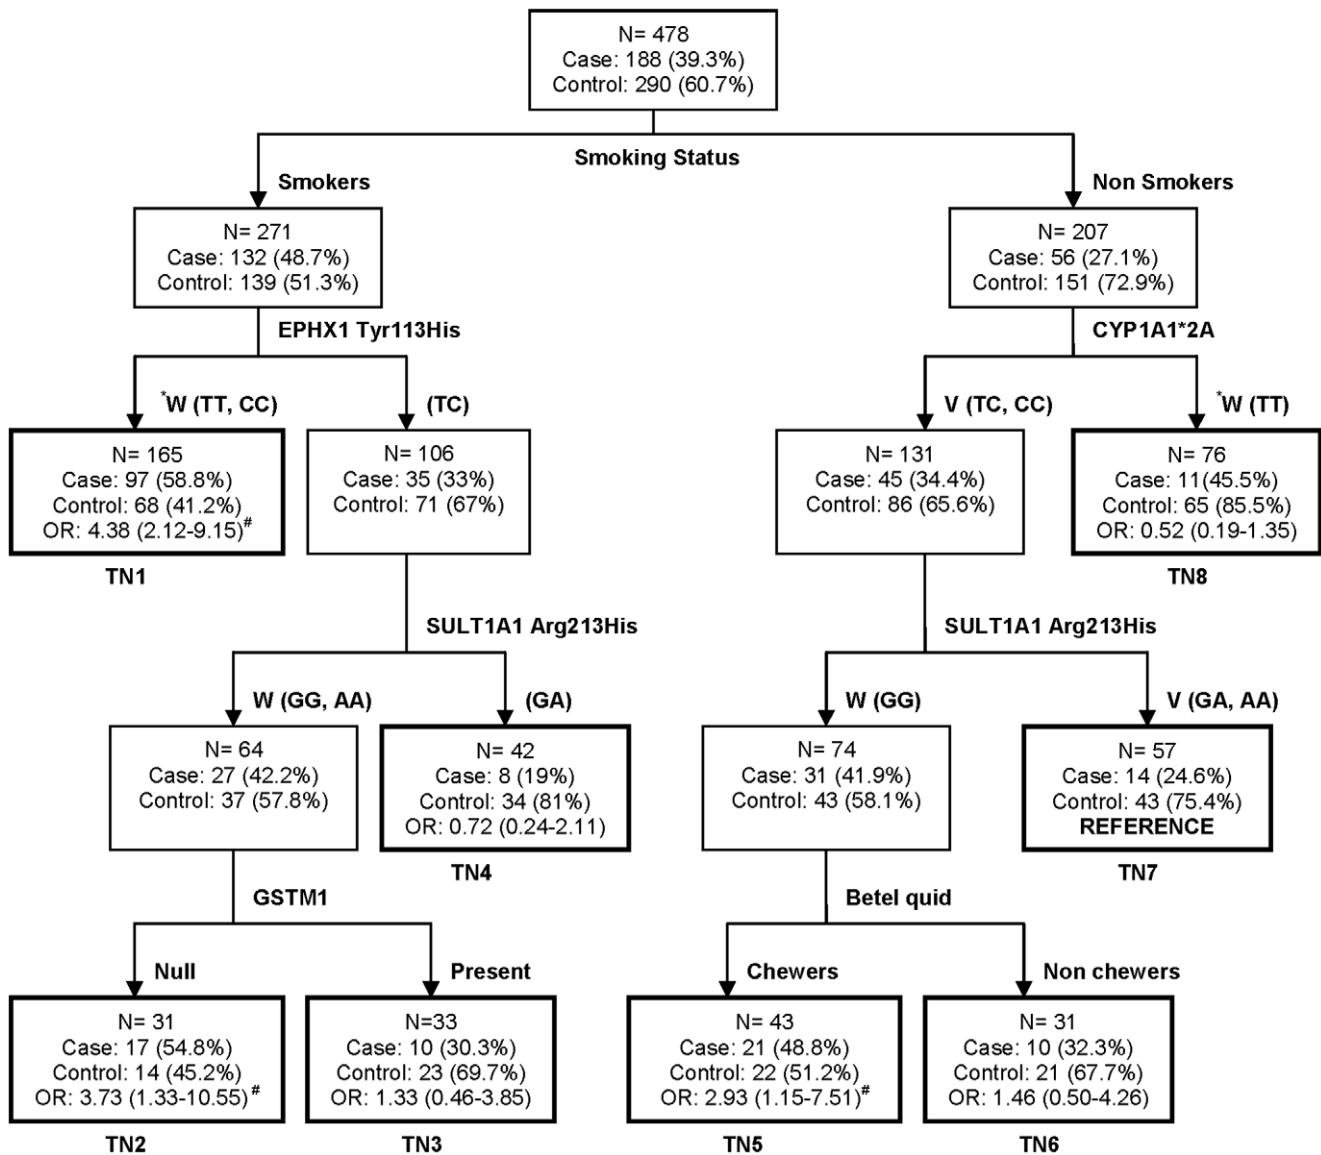 N= 478
Case: 188 (39.3%)
Control: 290 (60.7%)
Smoking Status
Smokers
Non Smokers
N= 271
Case: 132 (48.7%)
Control: 139 (51.3%)
N= 207
Case: 56 (27.1%)
Control: 151 (72.9%)
EPHX1 Tyr113His
CYP1A1*2A
*W (TT, CC)
(TC)
V (TC, CC)
*W (TT)
N= 165
Case: 97 (58.8%)
Control: 68 (41.2%)
OR: 4.38 (2.12-9.15)#
TN1
N= 106
Case: 35 (33%)
Control: 71 (67%)
N= 131
Case: 45 (34.4%)
Control: 86 (65.6%)
N= 76
Case: 11(45.5%)
Control: 65 (85.5%)
OR: 0.52 (0.19-1.35)
TN8
SULT1A1 Arg213His
SULT1A1 Arg213His
W (GG, AA)
(GA)
W (GG)
V (GA, AA)
N= 64
Case: 27 (42.2%)
Control: 37 (57.8%)
N= 42
Case: 8 (19%)
Control: 34 (81%)
OR: 0.72 (0.24-2.11)
TN4
N= 74
Case: 31 (41.9%)
Control: 43 (58.1%)
N= 57
Case: 14 (24.6%)
Control: 43 (75.4%)
REFERENCE
TN7
GSTM1
Betel quid
Null
Present
Chewers
Non chewers
N= 31
Case: 17 (54.8%)
Control: 14 (45.2%)
OR: 3.73 (1.33-10.55)#
TN2
N=33
Case: 10 (30.3%)
Control: 23 (69.7%)
OR: 1.33 (0.46-3.85)
TN3
N= 43
Case: 21 (48.8%)
Control: 22 (51.2%)
OR: 2.93 (1.15-7.51)#
TN5
N= 31
Case: 10 (32.3%)
Control: 21 (67.7%)
OR: 1.46 (0.50-4.26)
TN6